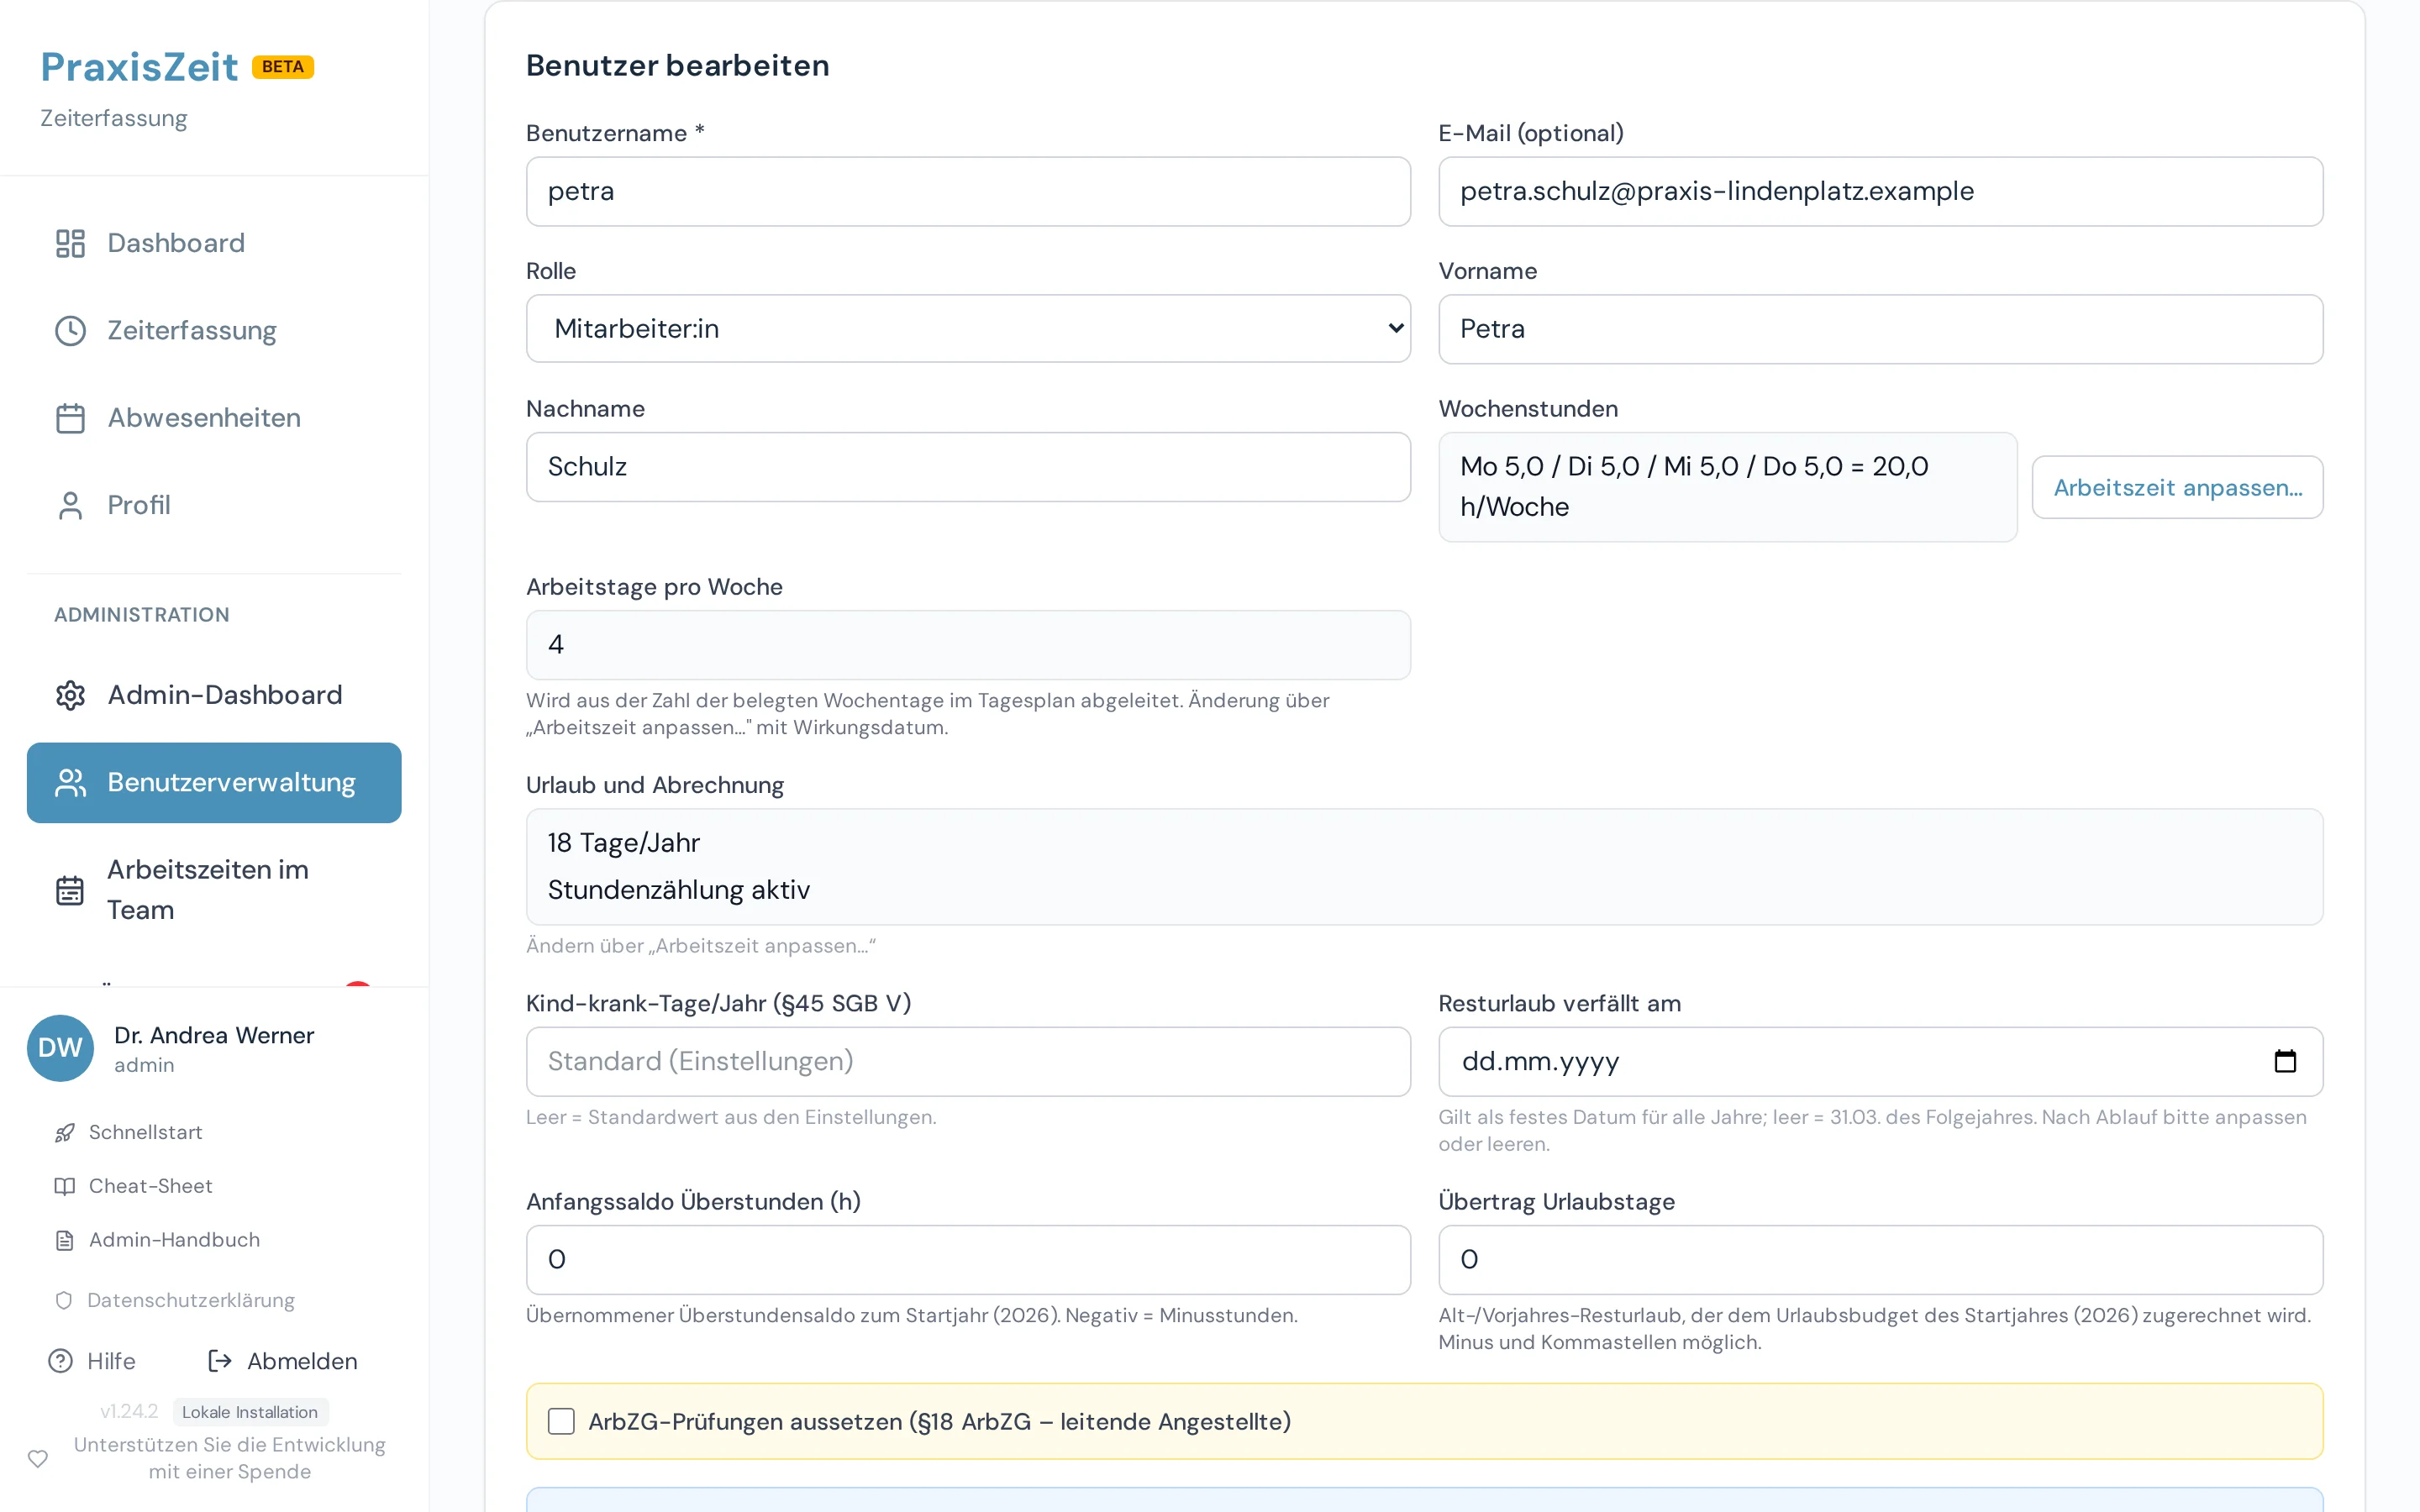 PraxisZeit BETA
Zeiterfassung
Dashboard
Zeiterfassung
Abwesenheiten
Profil
ADMINISTRATION
Admin-Dashboard
Benutzerverwaltung
Arbeitszeiten im
Team
DW
Dr. Andrea Werner
admin
Schnellstart
Cheat-Sheet
Admin-Handbuch
Datenschutzerklärung
Hilfe Abmelden
v1.24.2 Lokale Installation
Unterstützen Sie die Entwicklung
mit einer Spende
Benutzer bearbeiten
Benutzername *
petra
E-Mail (optional)
petra.schulz@praxis-lindenplatz.example
Rolle
Mitarbeiter:in
Vorname
Petra
Nachname
Schulz
Wochenstunden
Mo 5,0 / Di 5,0 / Mi 5,0 / Do 5,0 = 20,0
h/Woche
Arbeitszeit anpassen…
Arbeitstage pro Woche
4
Wird aus der Zahl der belegten Wochentage im Tagesplan abgeleitet. Änderung über
„Arbeitszeit anpassen…" mit Wirkungsdatum.
Urlaub und Abrechnung
18 Tage/Jahr
Stundenzählung aktiv
Ändern über „Arbeitszeit anpassen…“
Kind-krank-Tage/Jahr (§45 SGB V)
Standard (Einstellungen)
Leer = Standardwert aus den Einstellungen.
Resturlaub verfällt am
dd.mm.yyyy
Gilt als festes Datum für alle Jahre; leer = 31.03. des Folgejahres. Nach Ablauf bitte anpassen
oder leeren.
Anfangssaldo Überstunden (h)
0
Übernommener Überstundensaldo zum Startjahr (2026). Negativ = Minusstunden.
Übertrag Urlaubstage
0
Alt-/Vorjahres-Resturlaub, der dem Urlaubsbudget des Startjahres (2026) zugerechnet wird.
Minus und Kommastellen möglich.
ArbZG-Prüfungen aussetzen (§18 ArbZG – leitende Angestellte)